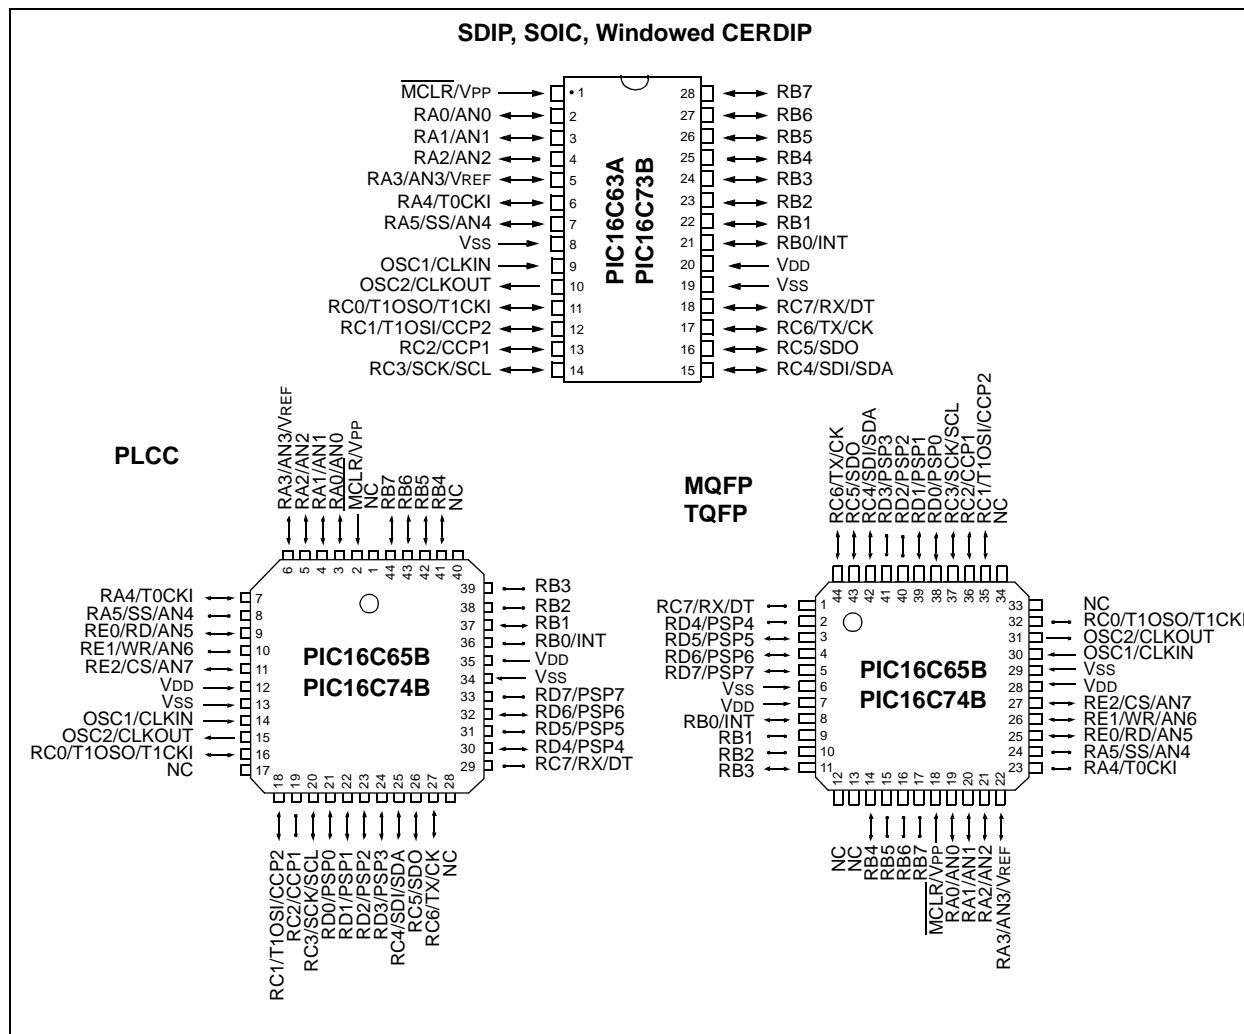 SDIP, SOIC, Windowed CERDIP
MCLR/VPP
RA0/AN0
RA1/AN1
RA2/AN2
RA3/AN3/VREF
RA4/T0CKI
RA5/SS/AN4
VSS
OSC1/CLKIN
OSC2/CLKOUT
RC0/T1OSO/T1CKI
RC1/T1OSI/CCP2
RC2/CCP1
RC3/SCK/SCL
• 1
2
3
4
5
6
7
8
9
10
11
12
13
14
PIC16C63A
PIC16C73B
28
27
26
25
24
23
22
21
20
19
18
17
16
15
RB7
RB6
RB5
RB4
RB3
RB2
RB1
RB0/INT
VDD
VSS
RC7/RX/DT
RC6/TX/CK
RC5/SDO
RC4/SDI/SDA
PLCC
RA3/AN3/VREF
RA2/AN2
RA1/AN1
RA0/AN0
MCLR/VPP
NC
RB7
RB6
RB5
RB4
NC
6
5
4
3
2
1
44
43
42
41
40
RA4/T0CKI
RA5/SS/AN4
RE0/RD/AN5
RE1/WR/AN6
RE2/CS/AN7
VDD
VSS
OSC1/CLKIN
OSC2/CLKOUT
RC0/T1OSO/T1CKI
NC
7
8
9
10
11
12
13
14
15
16
17
PIC16C65B
PIC16C74B
39
38
37
36
35
34
33
32
31
30
29
RB3
RB2
RB1
RB0/INT
VDD
VSS
RD7/PSP7
RD6/PSP6
RD5/PSP5
RD4/PSP4
RC7/RX/DT
18
19
20
21
22
23
24
25
26
27
28
RC1/T1OSI/CCP2
RC2/CCP1
RC3/SCK/SCL
RD0/PSP0
RD1/PSP1
RD2/PSP2
RD3/PSP3
RC4/SDI/SDA
RC5/SDO
RC6/TX/CK
NC
MQFP
TQFP
RC6/TX/CK
RC5/SDO
RC4/SDI/SDA
RD3/PSP3
RD2/PSP2
RD1/PSP1
RD0/PSP0
RC3/SCK/SCL
RC2/CCP1
RC1/T1OSI/CCP2
NC
44
43
42
41
40
39
38
37
36
35
34
RC7/RX/DT
RD4/PSP4
RD5/PSP5
RD6/PSP6
RD7/PSP7
VSS
VDD
RB0/INT
RB1
RB2
RB3
1
2
3
4
5
6
7
8
9
10
11
PIC16C65B
PIC16C74B
33
32
31
30
29
28
27
26
25
24
23
NC
RC0/T1OSO/T1CKI
OSC2/CLKOUT
OSC1/CLKIN
VSS
VDD
RE2/CS/AN7
RE1/WR/AN6
RE0/RD/AN5
RA5/SS/AN4
RA4/T0CKI
12
13
14
15
16
17
18
19
20
21
22
NC
NC
RB4
RB5
RB6
RB7
MCLR/VPP
RA0/AN0
RA1/AN1
RA2/AN2
RA3/AN3/VREF